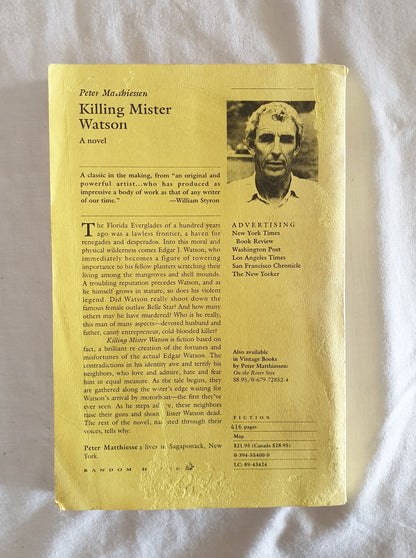 Peter Matthiessen
Killing Mister
Watson
A novel
A classic in the making, from "an original and
powerful artist...who has produced as
impressive a body of work as that of any writer
of our time." —William Styron
The Florida Everglades of a hundred years
ago was a lawless frontier, a haven for
renegades and desperados. Into this moral and
physical wilderness comes Edgar J. Watson, who
immediately becomes a figure of towering
importance to his fellow planters scratching their
living among the mangroves and shell mounds.
A troubling reputation precedes Watson, and as
he himself grows in stature, so does his violent
legend. Did Watson really shoot down the
famous female outlaw Belle Star? And how many
others may he have murdered? Who is he really,
this man of many aspects—devoted husband and
father, canny entrepreneur, cold-blooded killer?
Killing Mister Watson is fiction based on
fact, a brilliant re-creation of the fortunes and
misfortunes of the actual Edgar Watson. The
contradictions in his identity awe and terrify his
neighbors, who love and admire, hate and fear
him in equal measure. As the tale begins, they
are gathered along the water's edge waiting for
Watson's arrival by motorboat—the first they've
ever seen. As he steps ashore, these neighbors
raise their guns and shoot Mister Watson dead.
The rest of the novel, narrated through their
voices, tells why.
Peter Matthiessen lives in Sagaponack, New
York.
RANDOM HOUSE
ADVERTISING
New York Times
Book Review
Washington Post
Los Angeles Times
San Francisco Chronicle
The New Yorker
Also available
in Vintage Books
by Peter Matthiessen:
On the River Styx
$8.95/0-679-72852-4
FICTION
416 pages
Map
$21.95 (Canada $28.95)
0-394-55400-0
LC: 89-43424